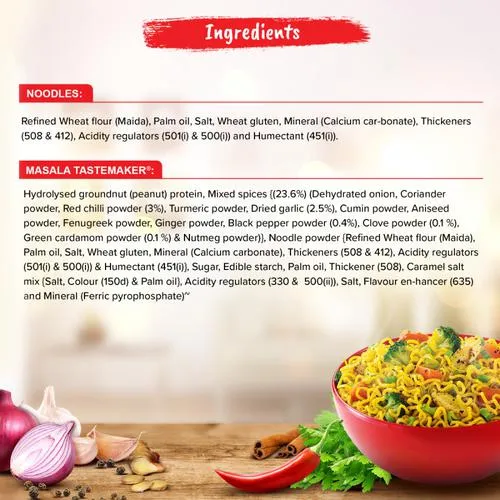 Ingredients
NOODLES:
Refined Wheat flour (Maida), Palm oil, Salt, Wheat gluten, Mineral (Calcium car-bonate), Thickeners
(508 & 412), Acidity regulators (501(i) & 500(i)) and Humectant (451(i)).
MASALA TASTEMAKER®:
Hydrolysed groundnut (peanut) protein, Mixed spices {(23.6%) (Dehydrated onion, Coriander
powder, Red chilli powder (3%), Turmeric powder, Dried garlic (2.5%), Cumin powder, Aniseed
powder, Fenugreek powder, Ginger powder, Black pepper powder (0.4%), Clove powder (0.1 %),
Green cardamom powder (0.1 %) & Nutmeg powder)}, Noodle powder {Refined Wheat flour (Maida),
Palm oil, Salt, Wheat gluten, Mineral (Calcium carbonate), Thickeners (508 & 412), Acidity regulators
(501(i) & 500(i)) & Humectant (451(i)}, Sugar, Edible starch, Palm oil, Thickener (508), Caramel salt
mix {Salt, Colour (150d) & Palm oil}, Acidity regulators (330 & 500(ii)), Salt, Flavour en-hancer (635)
and Mineral (Ferric pyrophosphate)~